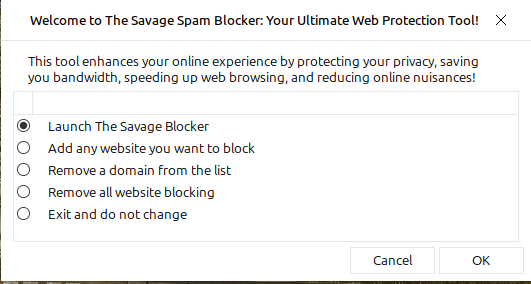 Welcome to The Savage Spam Blocker: Your Ultimate Web Protection Tool!
This tool enhances your online experience by protecting your privacy, saving
you bandwidth, speeding up web browsing, and reducing online nuisances!
Launch The Savage Blocker
Add any website you want to block
Remove a domain from the list
Remove all website blocking
Exit and do not change
Cancel OK